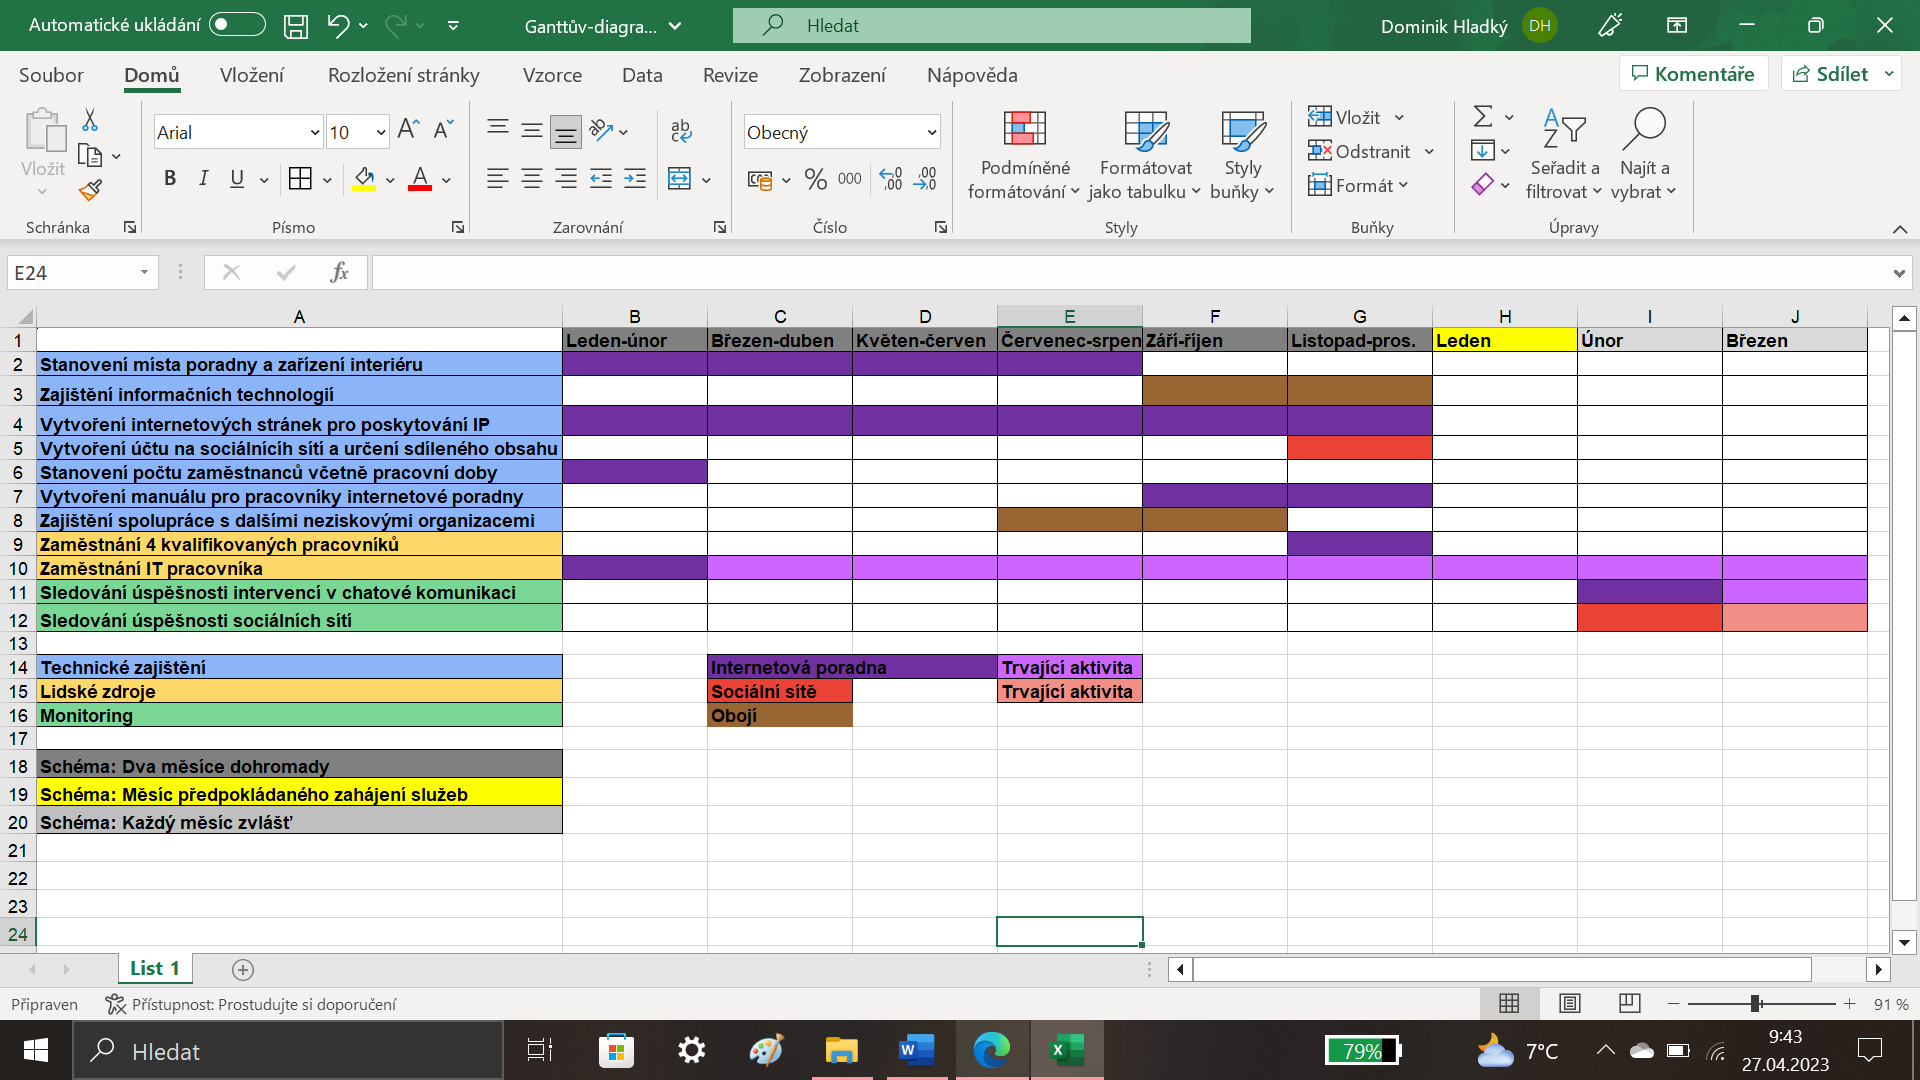 Automatické ukládání
Ganttův-diagra...
Hledat
Dominik Hladký
DH
Soubor Domů Vložení Rozložení stránky Vzorce Data Revize Zobrazení Nápověda
Komentáře
Sdílet
Vložit
Schránka
Arial
10
A A
B I U A
Písmo
ab
Zarovnání
Obecný
% 000
Číslo
Podmíněné formátování
Formátovat jako tabulku
Styly buňky
Styly
Vložit
Odstranit
Formát
Buňky
Seřadit a filtrovat
Najít a vybrat
Úpravy
E24
fx
A B C D E F G H I J
1 Leden-únor Březen-duben Květen-červen Červenec-srpen Září-říjen Listopad-pros. Leden Únor Březen
2 Stanovení místa poradny a zařízení interiéru
3 Zajištění informačních technologií
4 Vytvoření internetových stránek pro poskytování IP
5 Vytvoření účtu na sociálnícíh sítí a určení sdíleného obsahu
6 Stanovení počtu zaměstnanců včetně pracovní doby
7 Vytvoření manuálu pro pracovníky internetové poradny
8 Zajištění spolupráce s dalšími neziskovými organizacemi
9 Zaměstnání 4 kvalifikovaných pracovníků
10 Zaměstnání IT pracovníka
11 Sledování úspěšnosti intervencí v chatové komunikaci
12 Sledování úspěšnosti sociálních sítí
13
14 Technické zajištění Internetová poradna Trvající aktivita
15 Lidské zdroje Sociální sítě Trvající aktivita
16 Monitoring Obojí
17
18 Schéma: Dva měsíce dohromady
19 Schéma: Měsíc předpokládaného zahájení služeb
20 Schéma: Každý měsíc zvlášť
21
22
23
24
List 1
Připraven
Přístupnost: Prostudujte si doporučení
91 %
Hledat
79%
7°C
9:43
27.04.2023